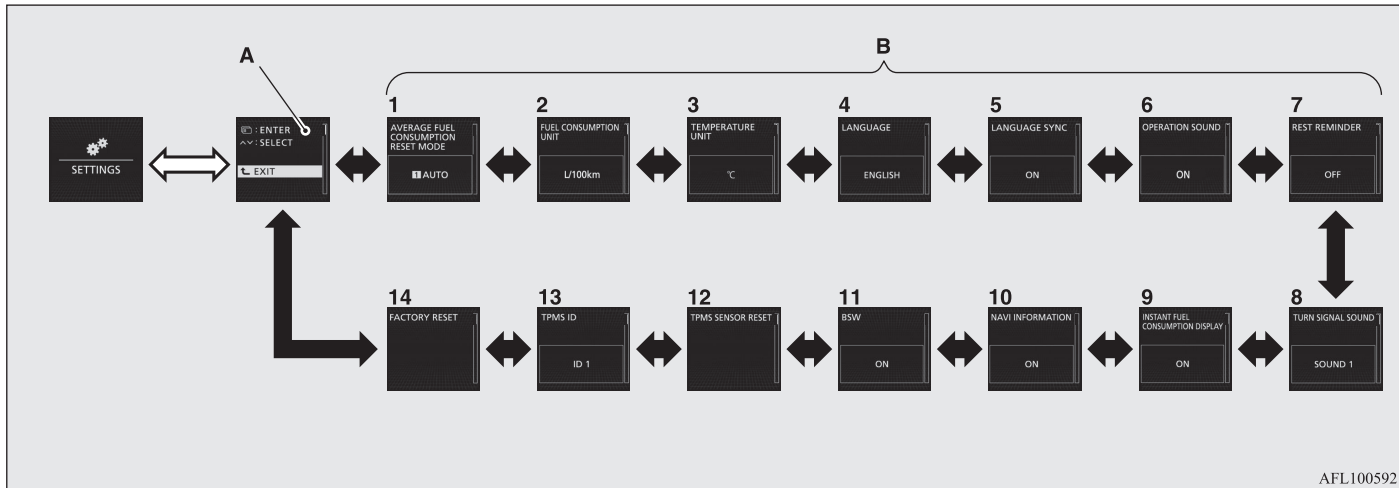 A
B
SETTINGS
: ENTER
: SELECT
EXIT
1
AVERAGE FUEL
CONSUMPTION
RESET MODE
1 AUTO
2
FUEL CONSUMPTION
UNIT
L/100km
3
TEMPERATURE
UNIT
℃
4
LANGUAGE
ENGLISH
5
LANGUAGE SYNC
ON
6
OPERATION SOUND
ON
7
REST REMINDER
OFF
14
FACTORY RESET
13
TPMS ID
ID 1
12
TPMS SENSOR RESET
11
BSW
ON
10
NAVI INFORMATION
ON
9
INSTANT FUEL
CONSUMPTION DISPLAY
ON
8
TURN SIGNAL SOUND
SOUND 1
AFL100592